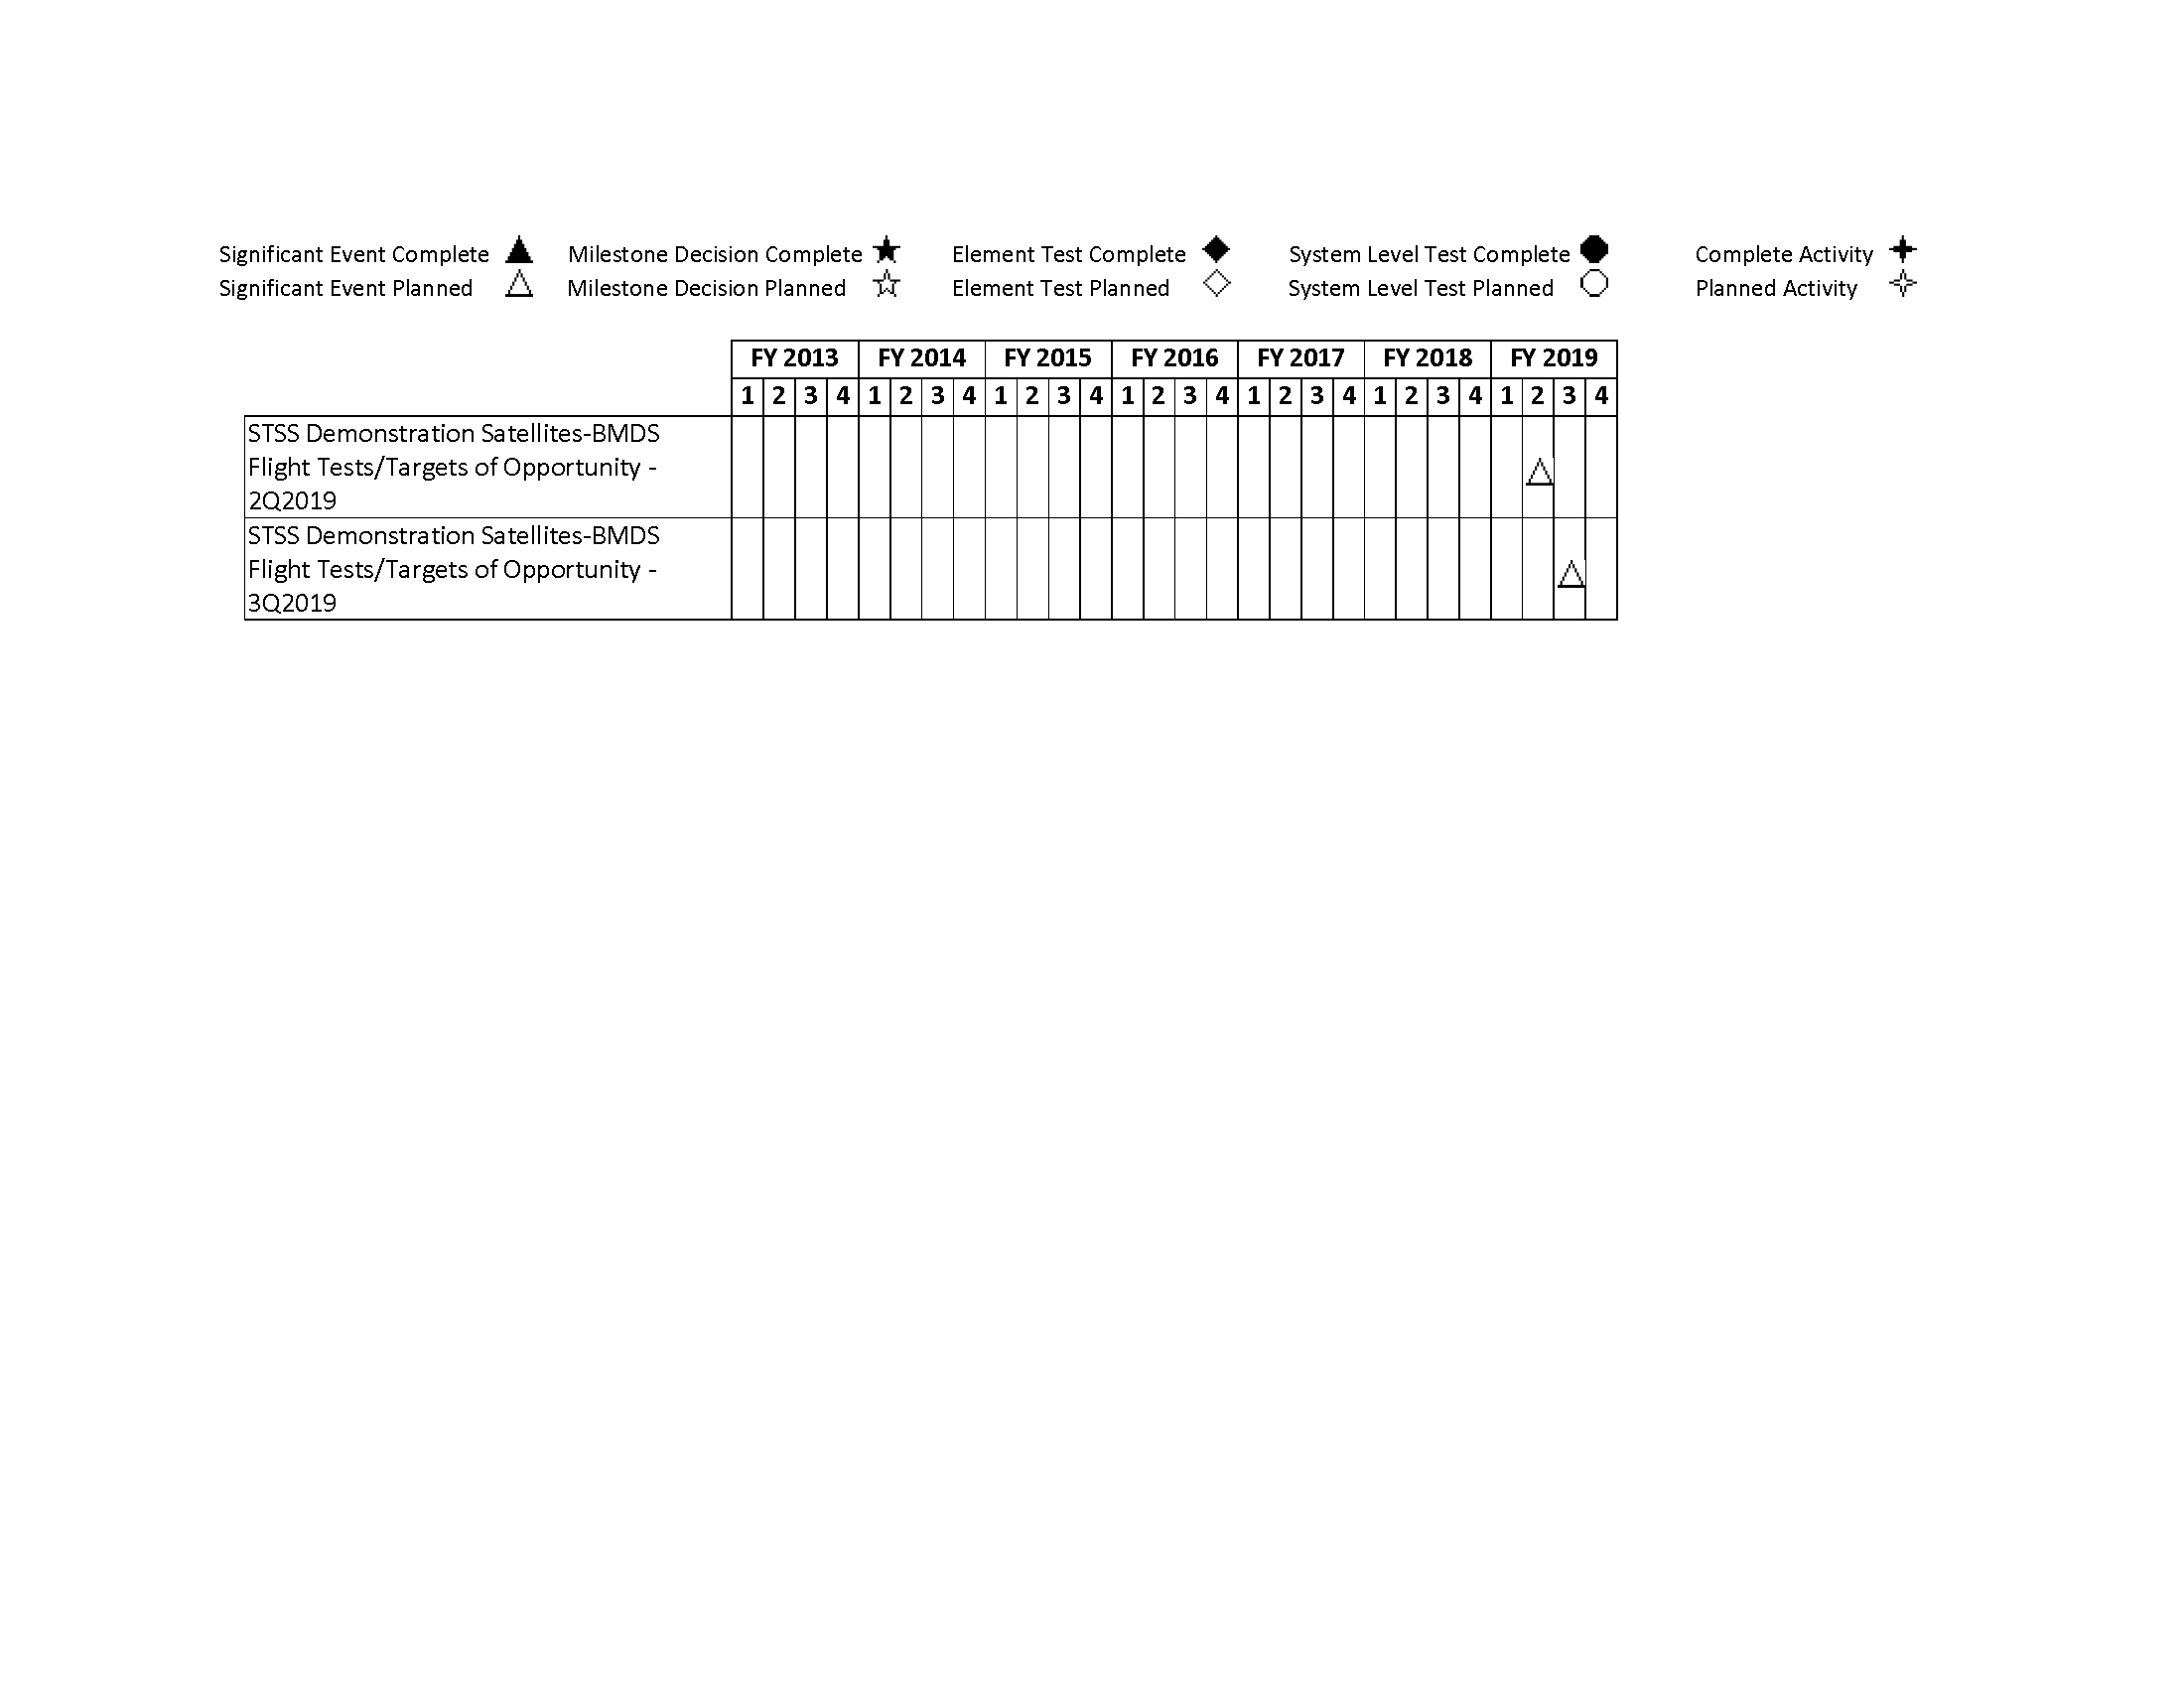 Significant Event Complete ▲ Milestone Decision Complete ★ Element Test Complete ◆ System Level Test Complete ⬣ Complete Activity ✦
Significant Event Planned △ Milestone Decision Planned ☆ Element Test Planned ◇ System Level Test Planned ○ Planned Activity ✧
FY 2013 FY 2014 FY 2015 FY 2016 FY 2017 FY 2018 FY 2019
1 2 3 4 1 2 3 4 1 2 3 4 1 2 3 4 1 2 3 4 1 2 3 4 1 2 3 4
STSS Demonstration Satellites-BMDS
Flight Tests/Targets of Opportunity -
2Q2019
△
STSS Demonstration Satellites-BMDS
Flight Tests/Targets of Opportunity -
3Q2019
△